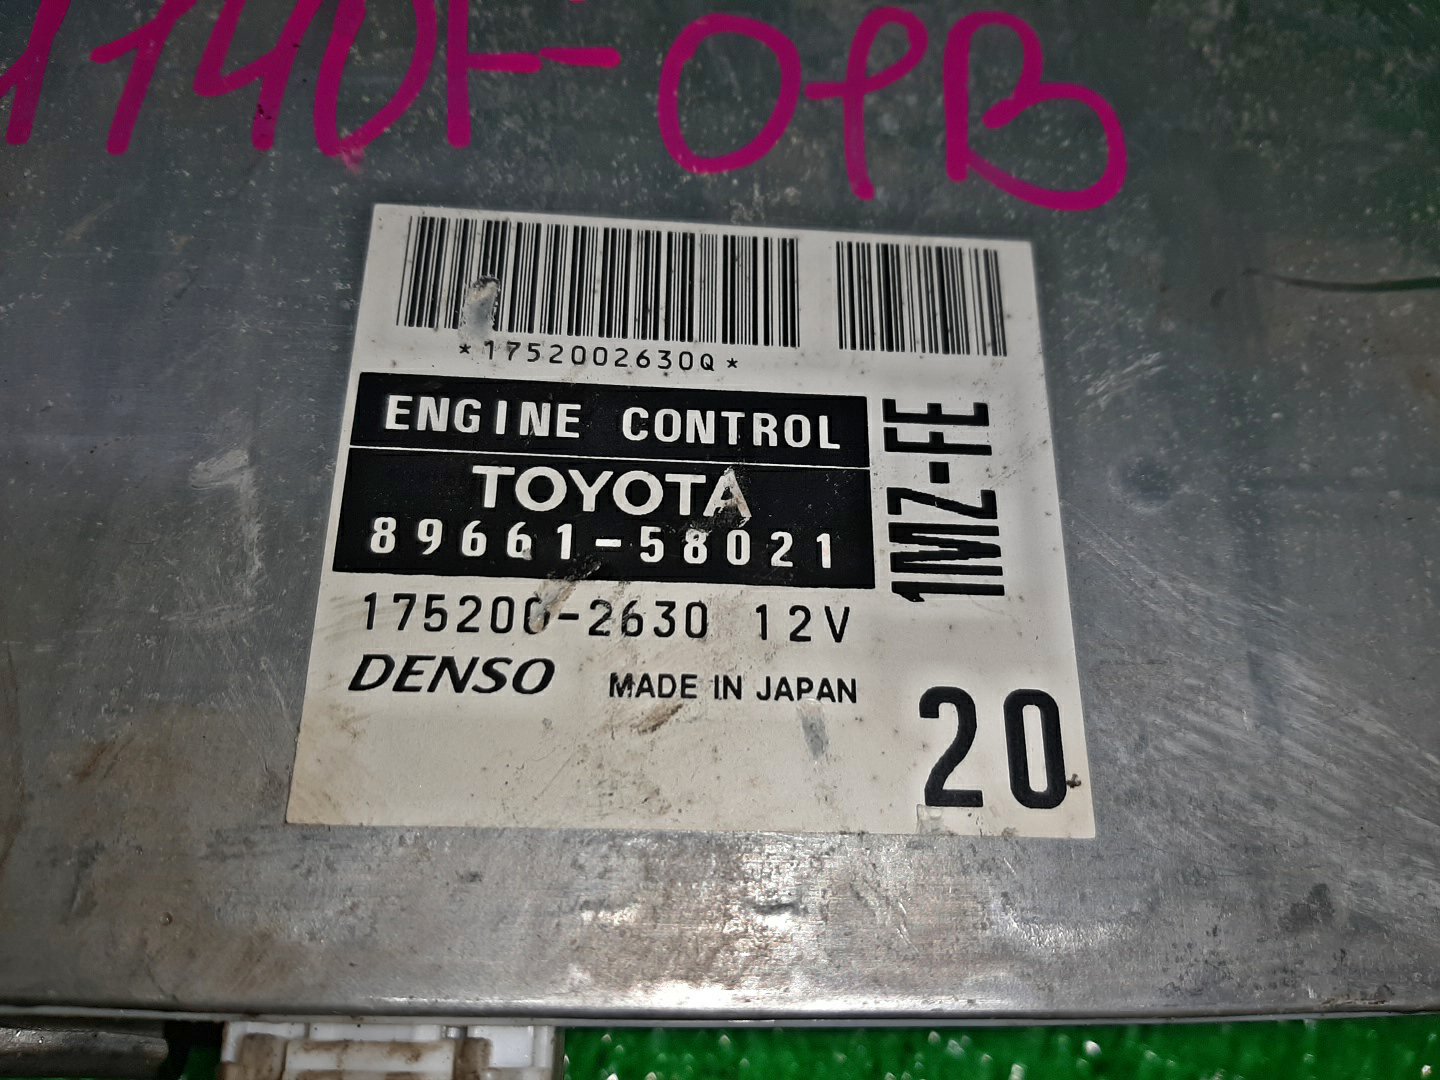 *1752002630Q*
ENGINE CONTROL
TOYOTA
89661-58021
175200-2630 12V
DENSO MADE IN JAPAN
1MZ-FE
20